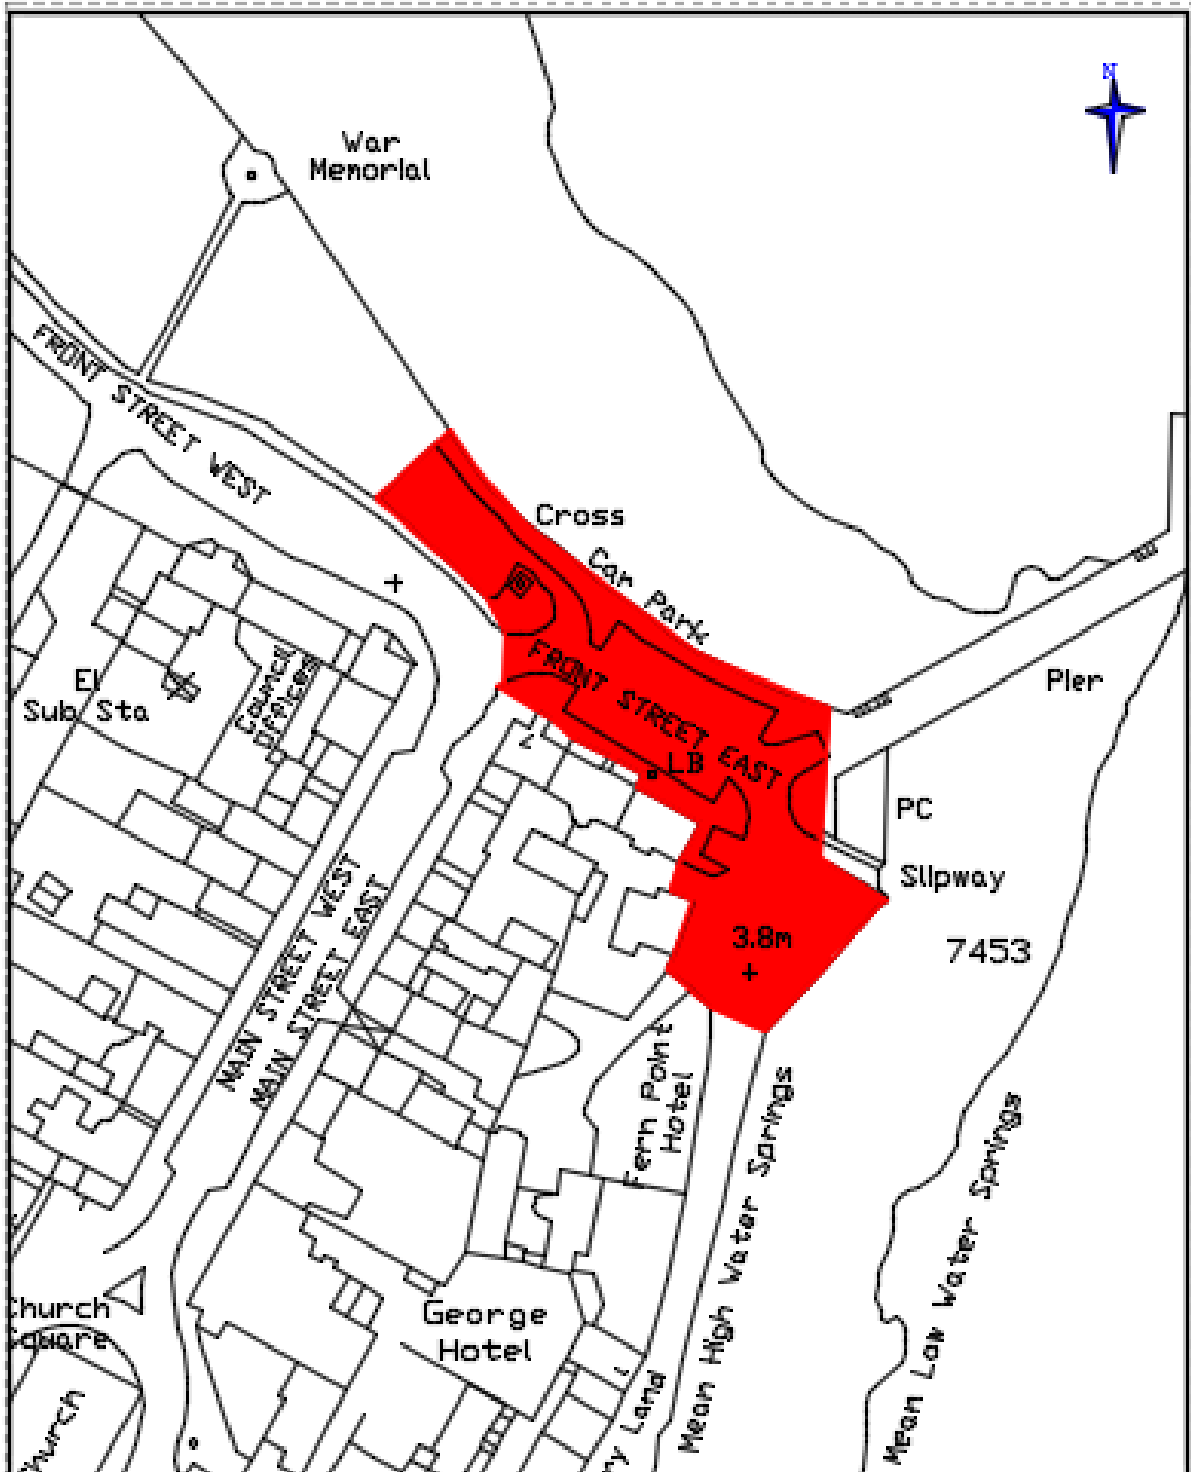 N
War
Memorial
FRONT STREET WEST
Cross
Car Park
FRONT STREET EAST
LB
El
Sub Sta
Council
Offices
Pier
PC
Slipway
3.8m
7453
MAIN STREET WEST
MAIN STREET EAST
Fern Point
Hotel
Mean High Water Springs
Mean Low Water Springs
George
Hotel
Church
Square
Church
Land